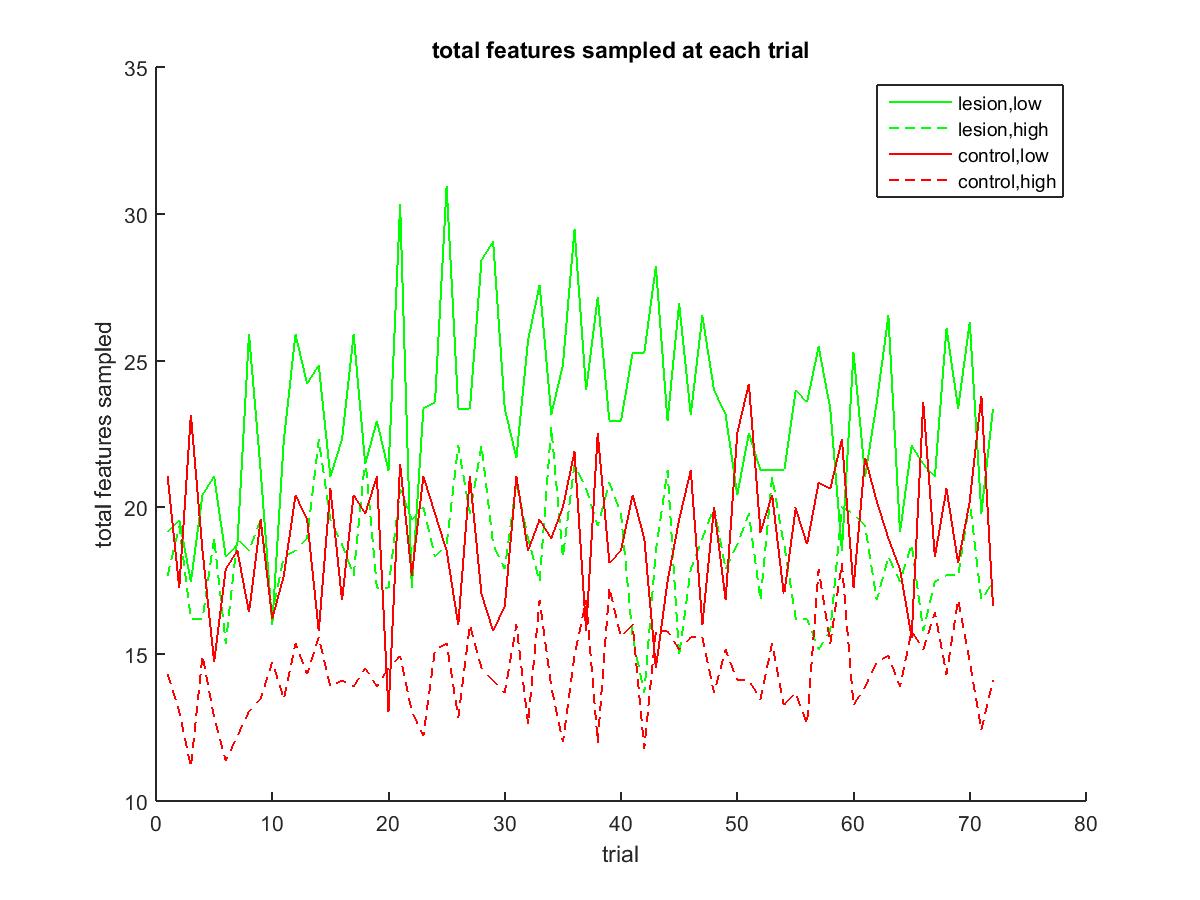 total features sampled at each trial
35
30
25
20
15
10
total features sampled
0 10 20 30 40 50 60 70 80
trial
lesion,low
lesion,high
control,low
control,high